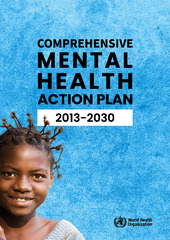 COMPREHENSIVE
MENTAL
HEALTH
ACTION PLAN
2013-2030
World Health
Organization